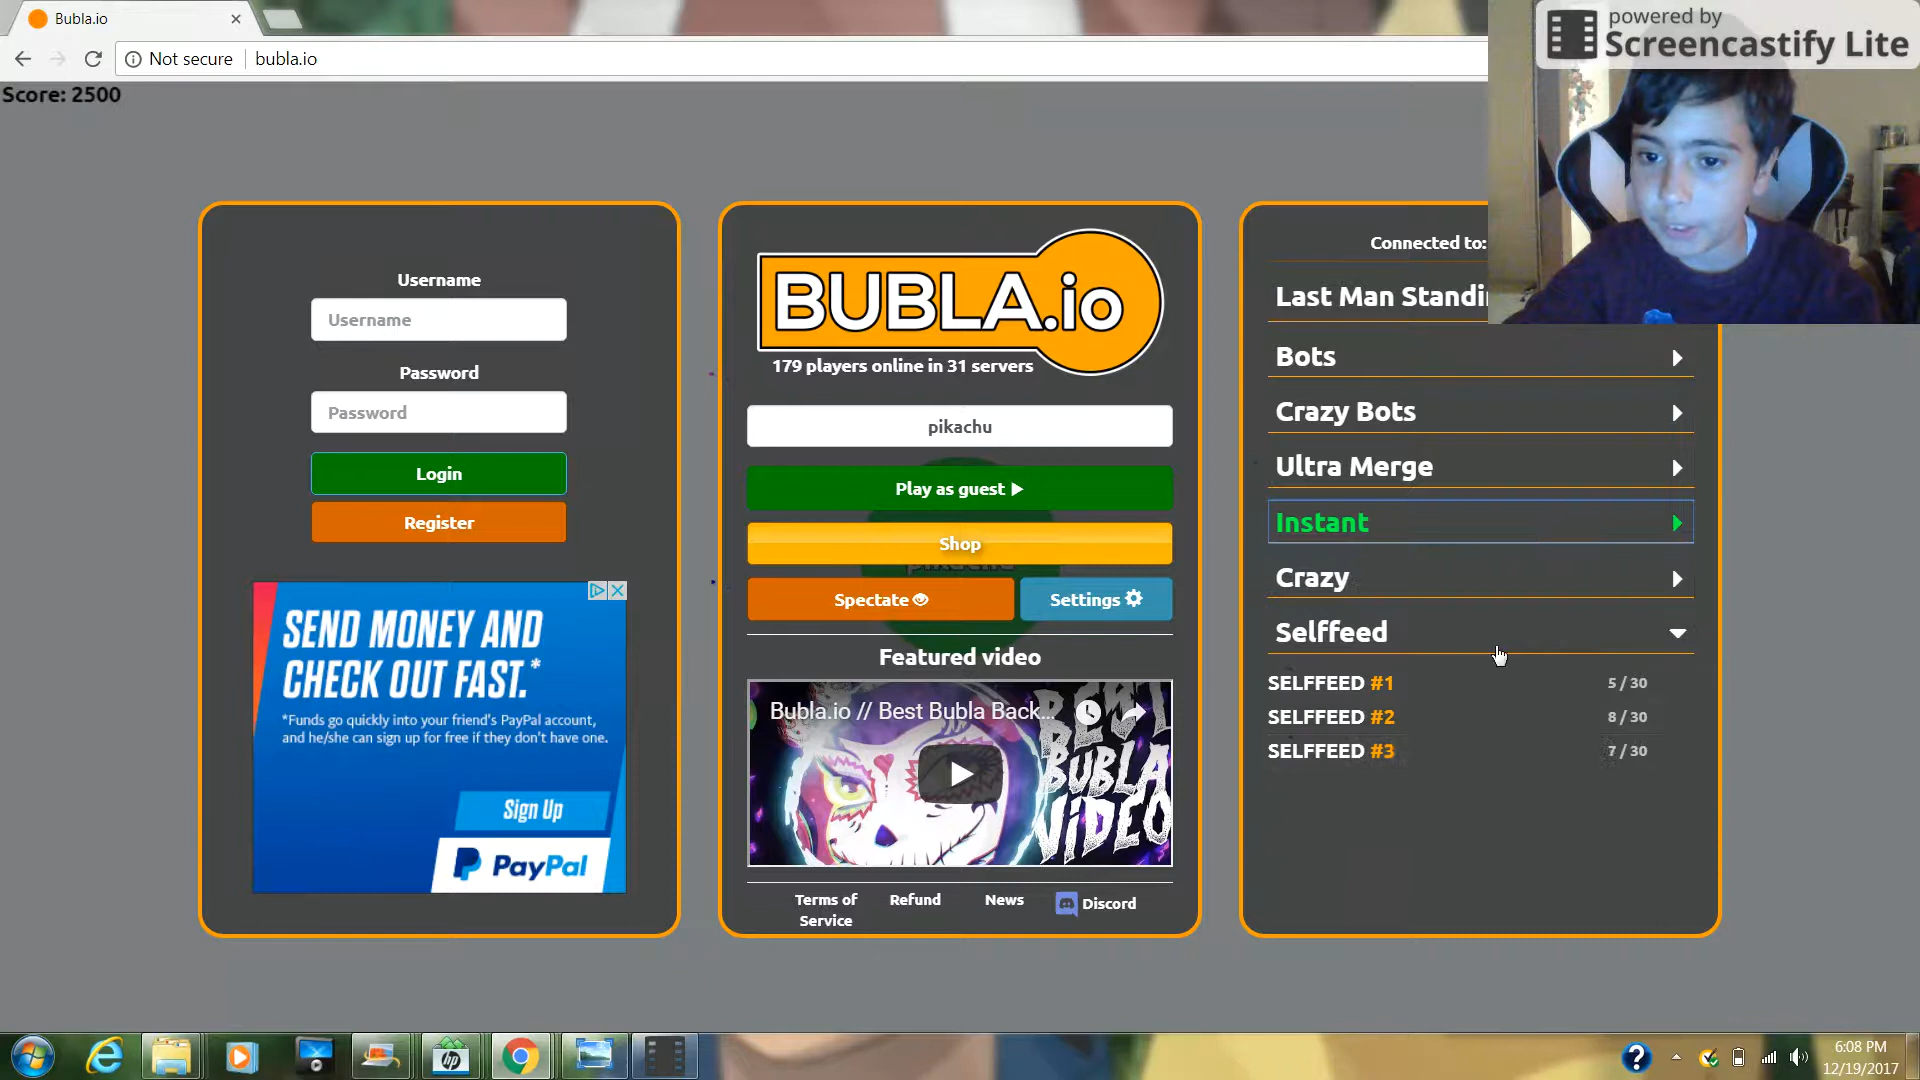 Bubla.io
powered by
Screencastify Lite
Not secure
bubla.io
Score: 2500
Username
Username
Password
Password
Login
Register
SEND MONEY AND
CHECK OUT FAST.*
*Funds go quickly into your friend's PayPal account,
and he/she can sign up for free if they don't have one.
Sign Up
PayPal
BUBLA.io
179 players online in 31 servers
pikachu
Play as guest
Shop
pikachu
Spectate
Settings
Featured video
Bubla.io // Best Bubla Back...
BEST
BUBLA
ViDEO
Terms of
Service
Refund
News
Discord
Connected to:
Last Man Standi
Bots
Crazy Bots
Ultra Merge
Instant
Crazy
Selffeed
SELFFEED #1 5 / 30
SELFFEED #2 8 / 30
SELFFEED #3 7 / 30
hp
6:08 PM
12/19/2017